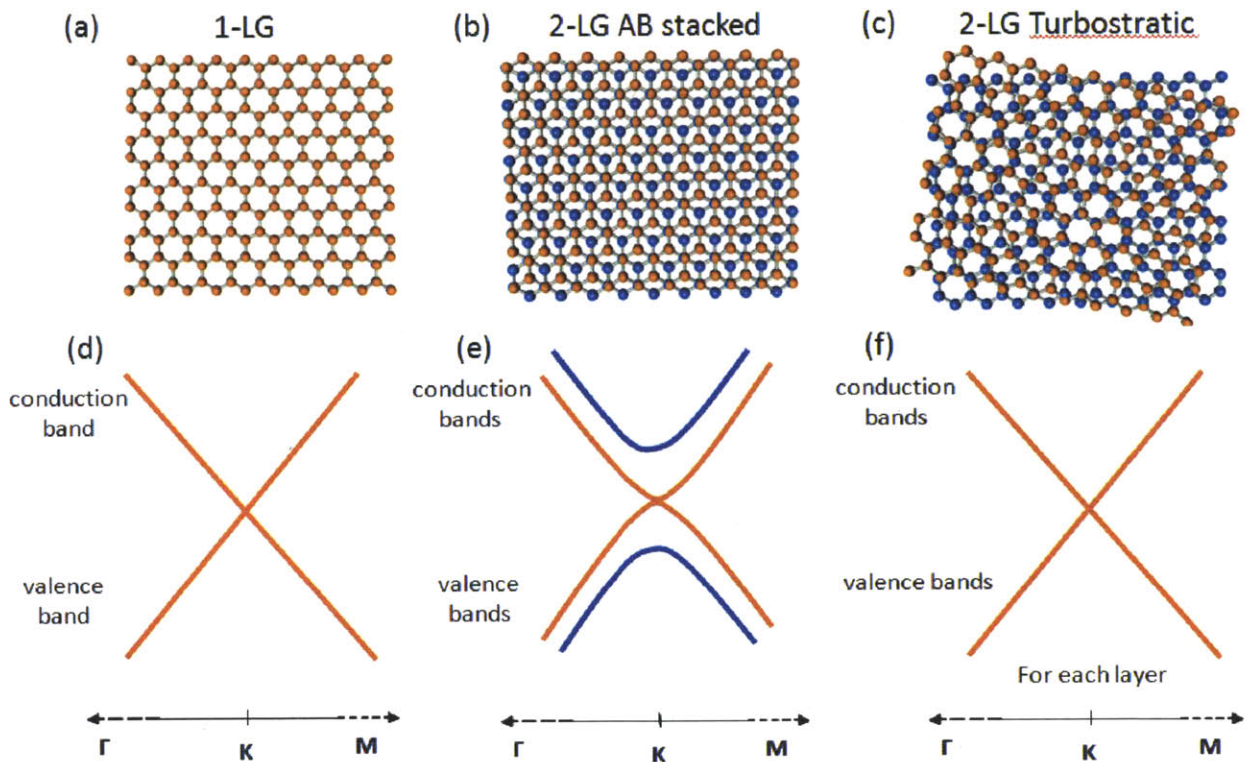 (a) 1-LG
(b) 2-LG AB stacked
(c) 2-LG Turbostratic
(d)
conduction
band
valence
band
Γ K M
(e)
conduction
bands
valence
bands
Γ K M
(f)
conduction
bands
valence bands
For each layer
Γ K M